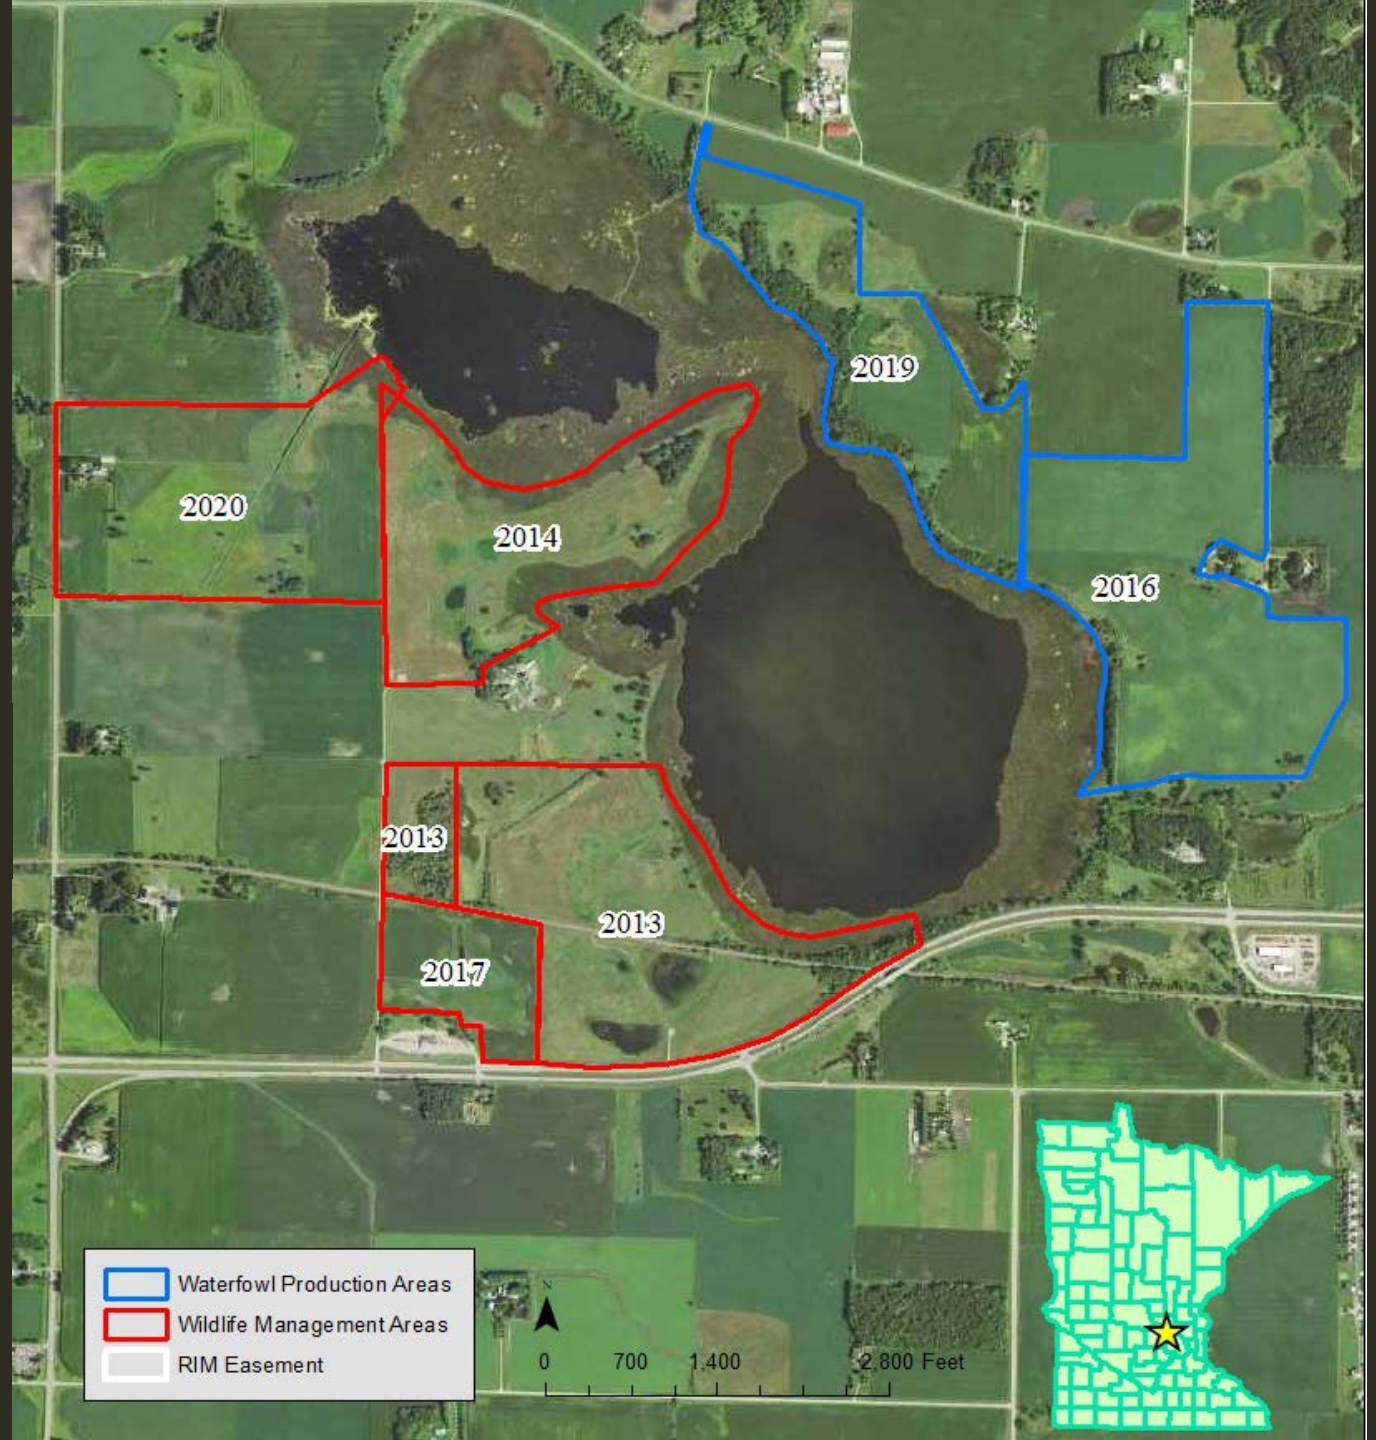 2019
2020
2014
2016
2013
2013
2017
Waterfowl Production Areas
Wildlife Management Areas
RIM Easement
N
0 700 1,400 2,800 Feet